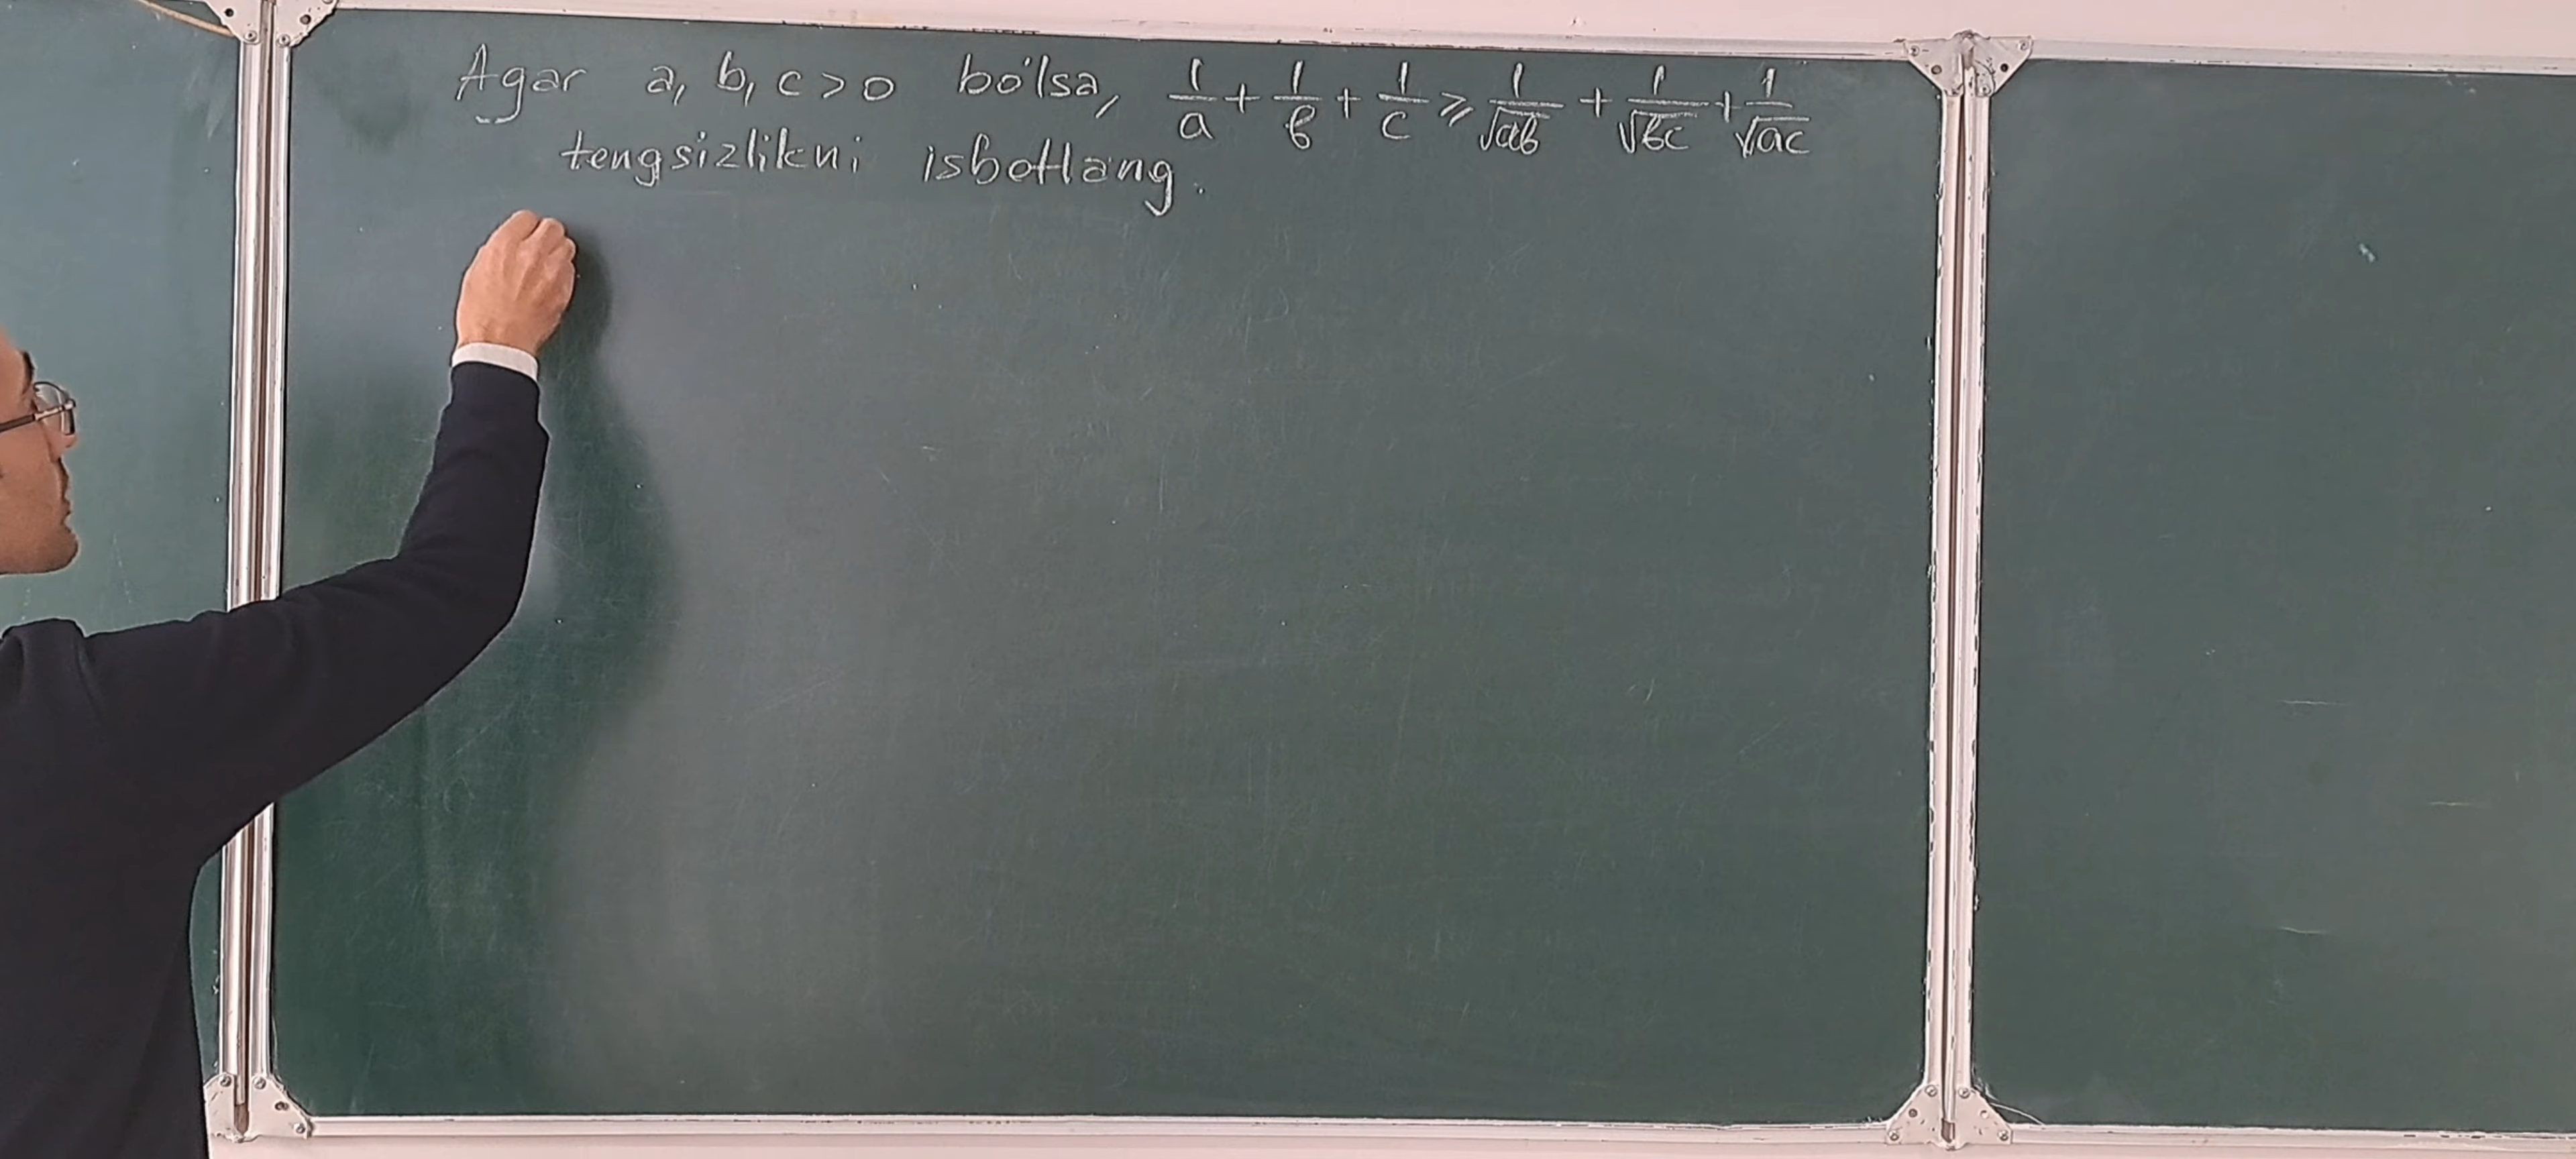 Agar a, b, c > 0 bo'lsa, 1/a + 1/b + 1/c ⩾ 1/√ab + 1/√bc + 1/√ac
tengsizlikni isbotlang.